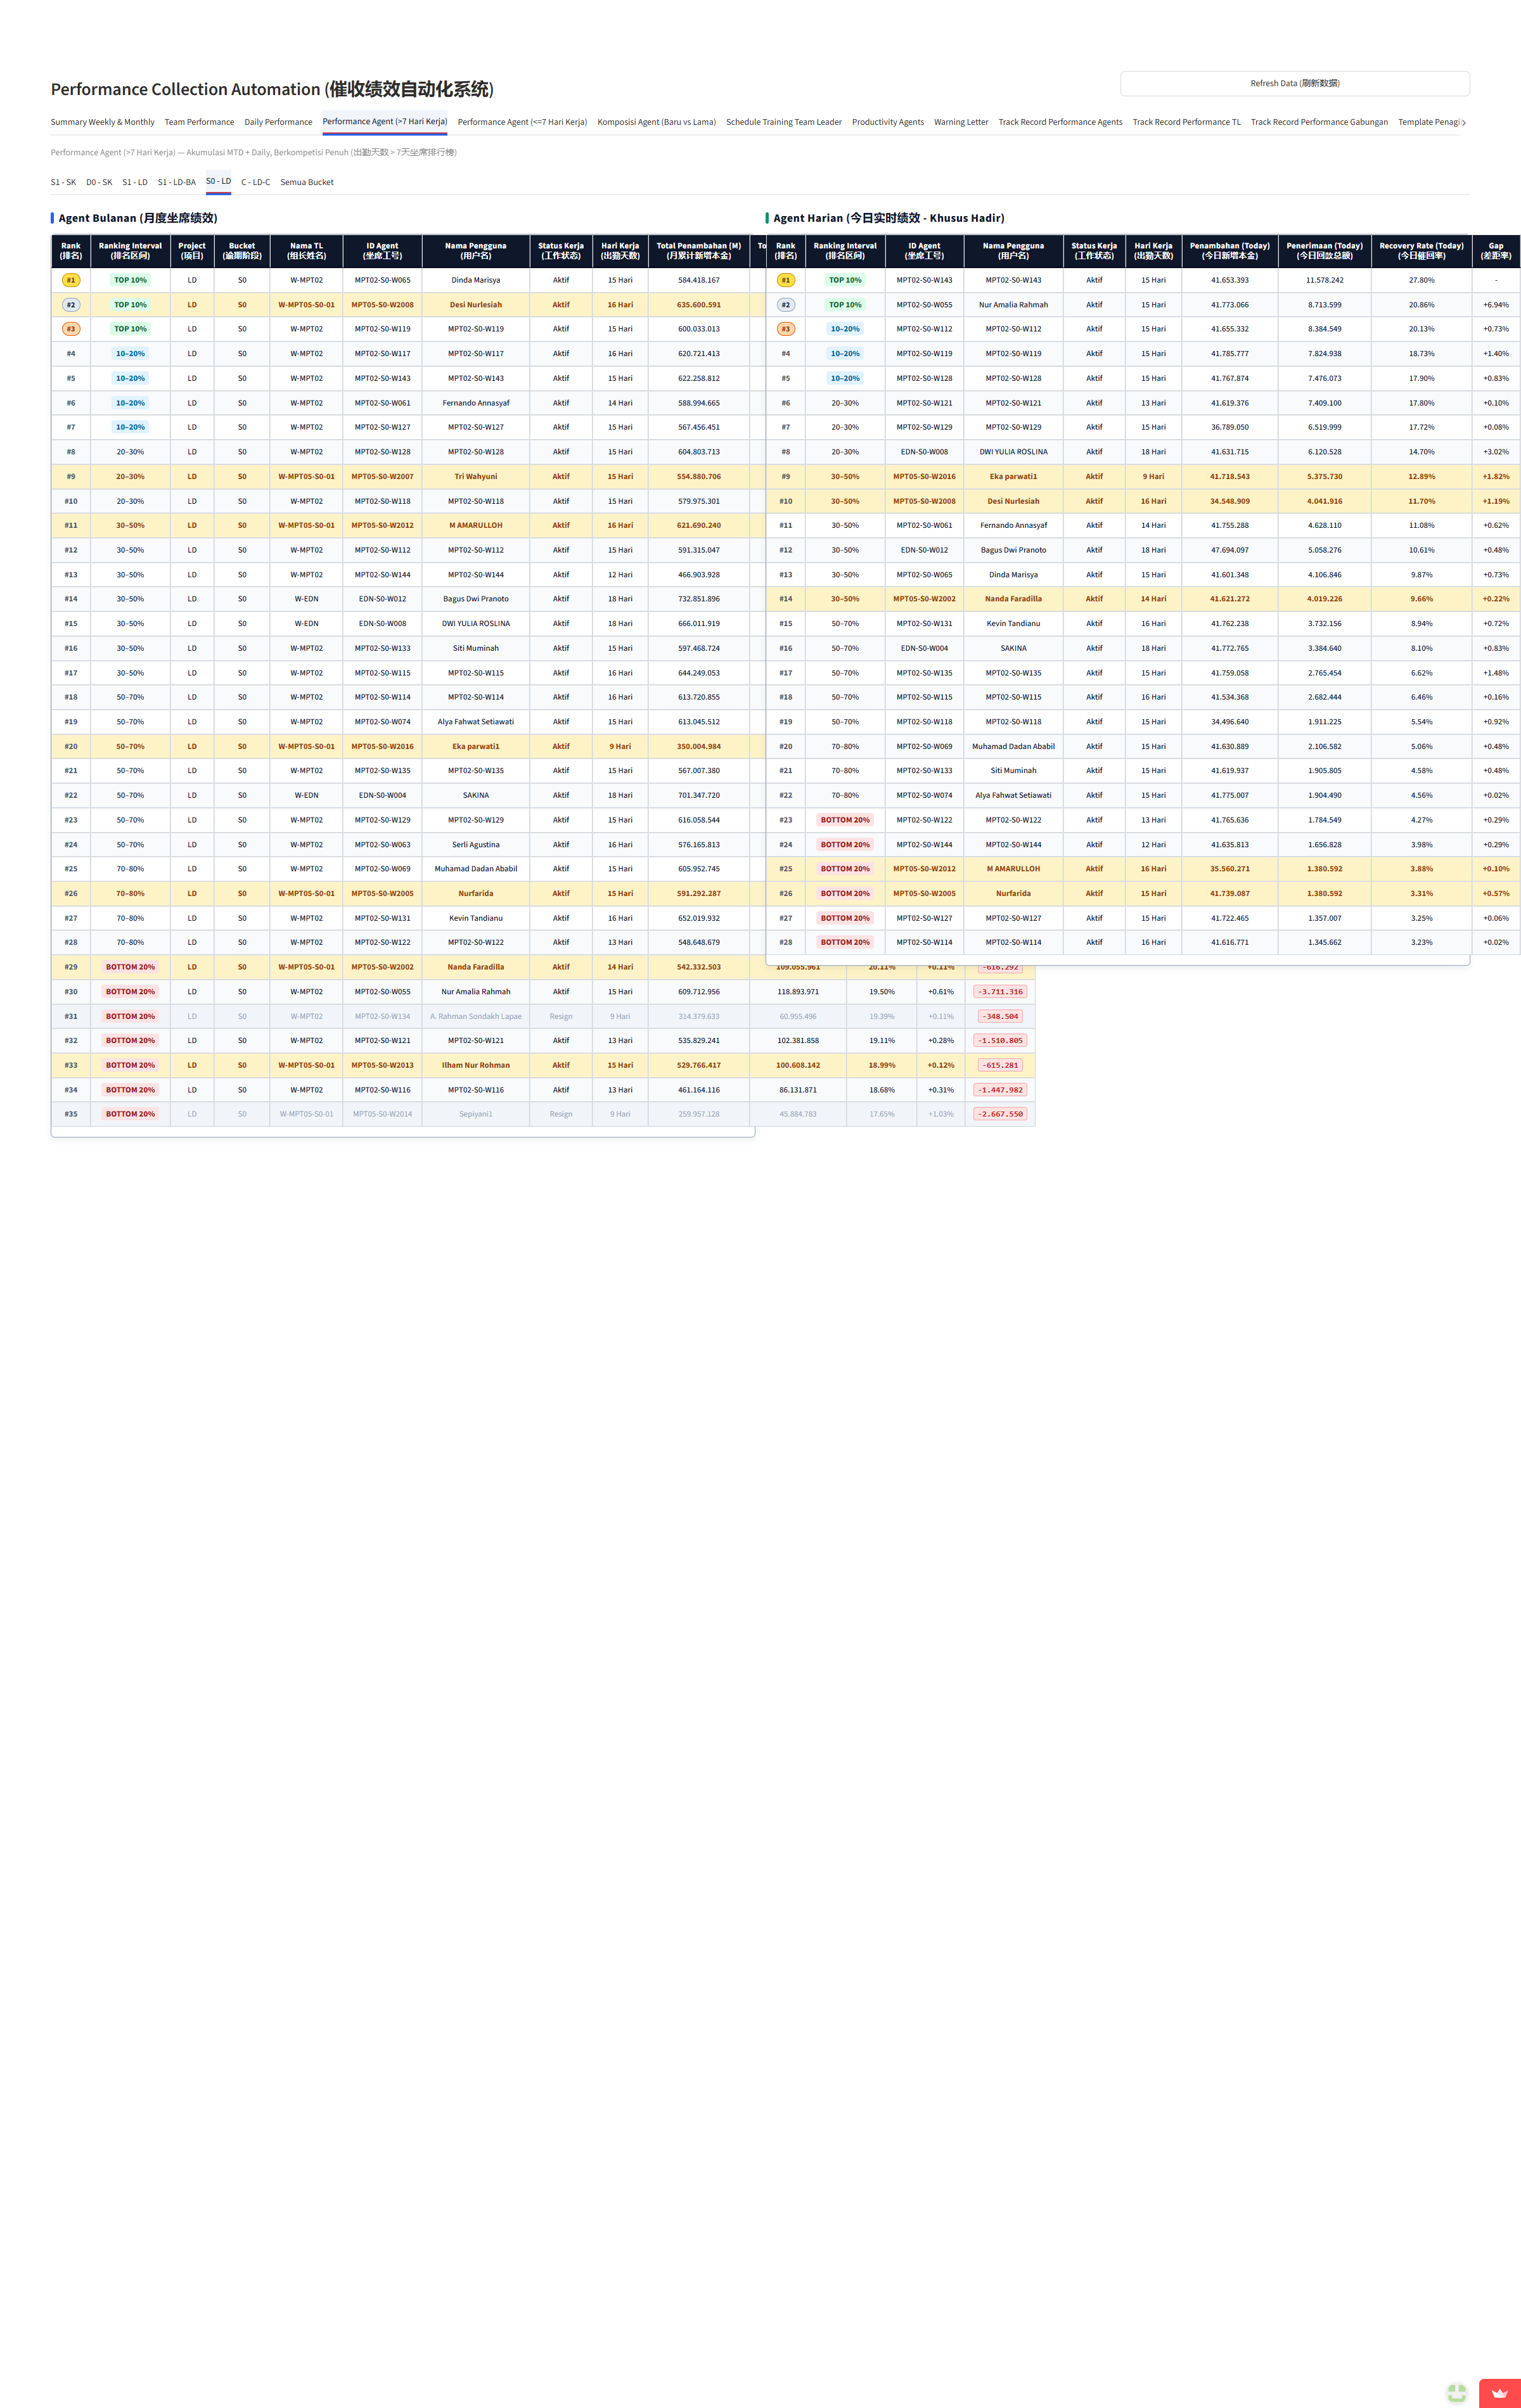 Performance Collection Automation (催收绩效自动化系统)
Refresh Data (刷新数据)
Summary Weekly & Monthly Team Performance Daily Performance Performance Agent (>7 Hari Kerja) Performance Agent (<=7 Hari Kerja) Komposisi Agent (Baru vs Lama) Schedule Training Team Leader Productivity Agents Warning Letter Track Record Performance Agents Track Record Performance TL Track Record Performance Gabungan Template Penagi
Performance Agent (>7 Hari Kerja) — Akumulasi MTD + Daily, Berkompetisi Penuh (出勤天数 > 7天坐席排行榜)
S1 - SK D0 - SK S1 - LD S1 - LD-BA S0 - LD C - LD-C Semua Bucket
Agent Bulanan (月度坐席绩效)
Rank Ranking Interval Project Bucket Nama TL ID Agent Nama Pengguna Status Kerja Hari Kerja Total Penambahan (M) To
(排名) (排名区间) (项目) (逾期阶段) (组长姓名) (坐席工号) (用户名) (工作状态) (出勤天数) (月累计新增本金)
#1 TOP 10% LD S0 W-MPT02 MPT02-S0-W065 Dinda Marisya Aktif 15 Hari 584.418.167
#2 TOP 10% LD S0 W-MPT05-S0-01 MPT05-S0-W2008 Desi Nurlesiah Aktif 16 Hari 635.600.591
#3 TOP 10% LD S0 W-MPT02 MPT02-S0-W119 MPT02-S0-W119 Aktif 15 Hari 600.033.013
#4 10–20% LD S0 W-MPT02 MPT02-S0-W117 MPT02-S0-W117 Aktif 16 Hari 620.721.413
#5 10–20% LD S0 W-MPT02 MPT02-S0-W143 MPT02-S0-W143 Aktif 15 Hari 622.258.812
#6 10–20% LD S0 W-MPT02 MPT02-S0-W061 Fernando Annasyaf Aktif 14 Hari 588.994.665
#7 10–20% LD S0 W-MPT02 MPT02-S0-W127 MPT02-S0-W127 Aktif 15 Hari 567.456.451
#8 20–30% LD S0 W-MPT02 MPT02-S0-W128 MPT02-S0-W128 Aktif 15 Hari 604.803.713
#9 20–30% LD S0 W-MPT05-S0-01 MPT05-S0-W2007 Tri Wahyuni Aktif 15 Hari 554.880.706
#10 20–30% LD S0 W-MPT02 MPT02-S0-W118 MPT02-S0-W118 Aktif 15 Hari 579.975.301
#11 30–50% LD S0 W-MPT05-S0-01 MPT05-S0-W2012 M AMARULLOH Aktif 16 Hari 621.690.240
#12 30–50% LD S0 W-MPT02 MPT02-S0-W112 MPT02-S0-W112 Aktif 15 Hari 591.315.047
#13 30–50% LD S0 W-MPT02 MPT02-S0-W144 MPT02-S0-W144 Aktif 12 Hari 466.903.928
#14 30–50% LD S0 W-EDN EDN-S0-W012 Bagus Dwi Pranoto Aktif 18 Hari 732.851.896
#15 30–50% LD S0 W-EDN EDN-S0-W008 DWI YULIA ROSLINA Aktif 18 Hari 666.011.919
#16 30–50% LD S0 W-MPT02 MPT02-S0-W133 Siti Muminah Aktif 15 Hari 597.468.724
#17 30–50% LD S0 W-MPT02 MPT02-S0-W115 MPT02-S0-W115 Aktif 16 Hari 644.249.053
#18 50–70% LD S0 W-MPT02 MPT02-S0-W114 MPT02-S0-W114 Aktif 16 Hari 613.720.855
#19 50–70% LD S0 W-MPT02 MPT02-S0-W074 Alya Fahwat Setiawati Aktif 15 Hari 613.045.512
#20 50–70% LD S0 W-MPT05-S0-01 MPT05-S0-W2016 Eka parwati1 Aktif 9 Hari 350.004.984
#21 50–70% LD S0 W-MPT02 MPT02-S0-W135 MPT02-S0-W135 Aktif 15 Hari 567.007.380
#22 50–70% LD S0 W-EDN EDN-S0-W004 SAKINA Aktif 18 Hari 701.347.720
#23 50–70% LD S0 W-MPT02 MPT02-S0-W129 MPT02-S0-W129 Aktif 15 Hari 616.058.544
#24 50–70% LD S0 W-MPT02 MPT02-S0-W063 Serli Agustina Aktif 16 Hari 576.165.813
#25 70–80% LD S0 W-MPT02 MPT02-S0-W069 Muhamad Dadan Ababil Aktif 15 Hari 605.952.745
#26 70–80% LD S0 W-MPT05-S0-01 MPT05-S0-W2005 Nurfarida Aktif 15 Hari 591.292.287
#27 70–80% LD S0 W-MPT02 MPT02-S0-W131 Kevin Tandianu Aktif 16 Hari 652.019.932
#28 70–80% LD S0 W-MPT02 MPT02-S0-W122 MPT02-S0-W122 Aktif 13 Hari 548.648.679
#29 BOTTOM 20% LD S0 W-MPT05-S0-01 MPT05-S0-W2002 Nanda Faradilla Aktif 14 Hari 542.332.503 109.055.961 20.11% +0.11% -616.292
#30 BOTTOM 20% LD S0 W-MPT02 MPT02-S0-W055 Nur Amalia Rahmah Aktif 15 Hari 609.712.956 118.893.971 19.50% +0.61% -3.711.316
#31 BOTTOM 20% LD S0 W-MPT02 MPT02-S0-W134 A. Rahman Sondakh Lapae Resign 9 Hari 314.379.633 60.955.496 19.39% +0.11% -348.504
#32 BOTTOM 20% LD S0 W-MPT02 MPT02-S0-W121 MPT02-S0-W121 Aktif 13 Hari 535.829.241 102.381.858 19.11% +0.28% -1.510.805
#33 BOTTOM 20% LD S0 W-MPT05-S0-01 MPT05-S0-W2013 Ilham Nur Rohman Aktif 15 Hari 529.766.417 100.608.142 18.99% +0.12% -615.281
#34 BOTTOM 20% LD S0 W-MPT02 MPT02-S0-W116 MPT02-S0-W116 Aktif 13 Hari 461.164.116 86.131.871 18.68% +0.31% -1.447.982
#35 BOTTOM 20% LD S0 W-MPT05-S0-01 MPT05-S0-W2014 Sepiyani1 Resign 9 Hari 259.957.128 45.884.783 17.65% +1.03% -2.667.550
Agent Harian (今日实时绩效 - Khusus Hadir)
Rank Ranking Interval ID Agent Nama Pengguna Status Kerja Hari Kerja Penambahan (Today) Penerimaan (Today) Recovery Rate (Today) Gap
(排名) (排名区间) (坐席工号) (用户名) (工作状态) (出勤天数) (今日新增本金) (今日回款总额) (今日催回率) (差距率)
#1 TOP 10% MPT02-S0-W143 MPT02-S0-W143 Aktif 15 Hari 41.653.393 11.578.242 27.80% -
#2 TOP 10% MPT02-S0-W055 Nur Amalia Rahmah Aktif 15 Hari 41.773.066 8.713.599 20.86% +6.94%
#3 10–20% MPT02-S0-W112 MPT02-S0-W112 Aktif 15 Hari 41.655.332 8.384.549 20.13% +0.73%
#4 10–20% MPT02-S0-W119 MPT02-S0-W119 Aktif 15 Hari 41.785.777 7.824.938 18.73% +1.40%
#5 10–20% MPT02-S0-W128 MPT02-S0-W128 Aktif 15 Hari 41.767.874 7.476.073 17.90% +0.83%
#6 20–30% MPT02-S0-W121 MPT02-S0-W121 Aktif 13 Hari 41.619.376 7.409.100 17.80% +0.10%
#7 20–30% MPT02-S0-W129 MPT02-S0-W129 Aktif 15 Hari 36.789.050 6.519.999 17.72% +0.08%
#8 20–30% EDN-S0-W008 DWI YULIA ROSLINA Aktif 18 Hari 41.631.715 6.120.528 14.70% +3.02%
#9 30–50% MPT05-S0-W2016 Eka parwati1 Aktif 9 Hari 41.718.543 5.375.730 12.89% +1.82%
#10 30–50% MPT05-S0-W2008 Desi Nurlesiah Aktif 16 Hari 34.548.909 4.041.916 11.70% +1.19%
#11 30–50% MPT02-S0-W061 Fernando Annasyaf Aktif 14 Hari 41.755.288 4.628.110 11.08% +0.62%
#12 30–50% EDN-S0-W012 Bagus Dwi Pranoto Aktif 18 Hari 47.694.097 5.058.276 10.61% +0.48%
#13 30–50% MPT02-S0-W065 Dinda Marisya Aktif 15 Hari 41.601.348 4.106.846 9.87% +0.73%
#14 30–50% MPT05-S0-W2002 Nanda Faradilla Aktif 14 Hari 41.621.272 4.019.226 9.66% +0.22%
#15 50–70% MPT02-S0-W131 Kevin Tandianu Aktif 16 Hari 41.762.238 3.732.156 8.94% +0.72%
#16 50–70% EDN-S0-W004 SAKINA Aktif 18 Hari 41.772.765 3.384.640 8.10% +0.83%
#17 50–70% MPT02-S0-W135 MPT02-S0-W135 Aktif 15 Hari 41.759.058 2.765.454 6.62% +1.48%
#18 50–70% MPT02-S0-W115 MPT02-S0-W115 Aktif 16 Hari 41.534.368 2.682.444 6.46% +0.16%
#19 50–70% MPT02-S0-W118 MPT02-S0-W118 Aktif 15 Hari 34.496.640 1.911.225 5.54% +0.92%
#20 70–80% MPT02-S0-W069 Muhamad Dadan Ababil Aktif 15 Hari 41.630.889 2.106.582 5.06% +0.48%
#21 70–80% MPT02-S0-W133 Siti Muminah Aktif 15 Hari 41.619.937 1.905.805 4.58% +0.48%
#22 70–80% MPT02-S0-W074 Alya Fahwat Setiawati Aktif 15 Hari 41.775.007 1.904.490 4.56% +0.02%
#23 BOTTOM 20% MPT02-S0-W122 MPT02-S0-W122 Aktif 13 Hari 41.765.636 1.784.549 4.27% +0.29%
#24 BOTTOM 20% MPT02-S0-W144 MPT02-S0-W144 Aktif 12 Hari 41.635.813 1.656.828 3.98% +0.29%
#25 BOTTOM 20% MPT05-S0-W2012 M AMARULLOH Aktif 16 Hari 35.560.271 1.380.592 3.88% +0.10%
#26 BOTTOM 20% MPT05-S0-W2005 Nurfarida Aktif 15 Hari 41.739.087 1.380.592 3.31% +0.57%
#27 BOTTOM 20% MPT02-S0-W127 MPT02-S0-W127 Aktif 15 Hari 41.722.465 1.357.007 3.25% +0.06%
#28 BOTTOM 20% MPT02-S0-W114 MPT02-S0-W114 Aktif 16 Hari 41.616.771 1.345.662 3.23% +0.02%